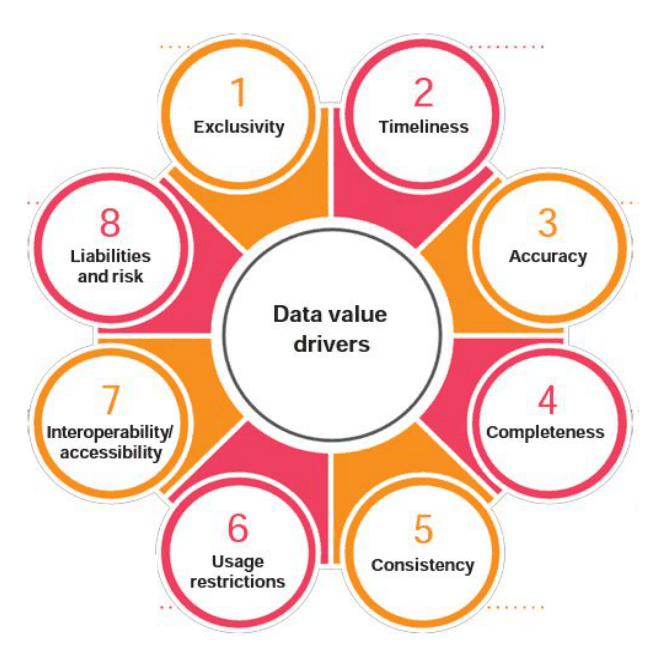 Data value
drivers
1
Exclusivity
2
Timeliness
3
Accuracy
4
Completeness
5
Consistency
6
Usage
restrictions
7
Interoperability/
accessibility
8
Liabilities
and risk